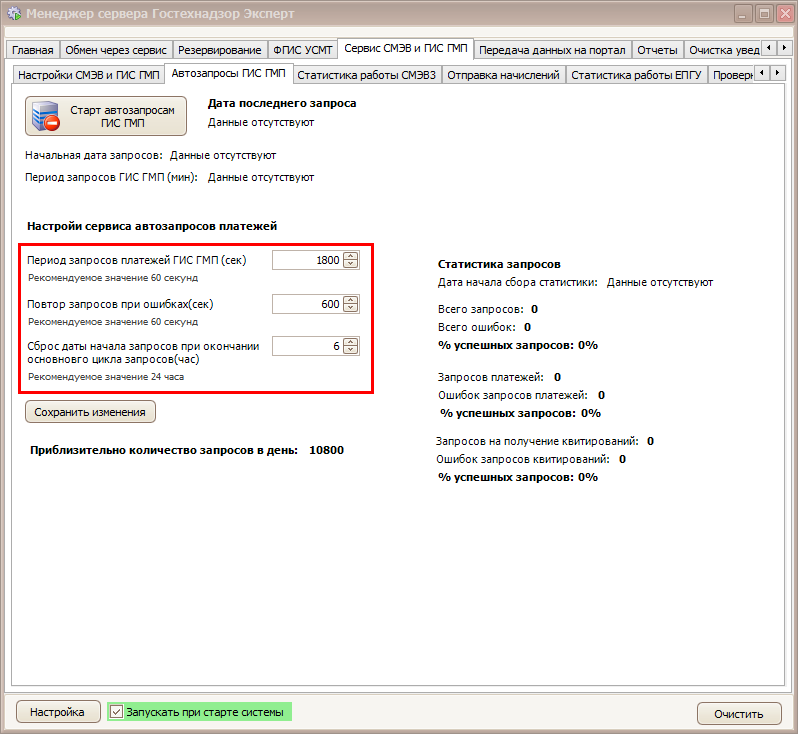 Менеджер сервера Гостехнадзор Эксперт
Главная Обмен через сервис Резервирование ФГИС УСМТ Сервис СМЭВ и ГИС ГМП Передача данных на портал Отчеты Очистка увед
Настройки СМЭВ и ГИС ГМП Автозапросы ГИС ГМП Статистика работы СМЭВ3 Отправка начислений Статистика работы ЕПГУ Проверк
Старт автозапросам
ГИС ГМП
Дата последнего запроса
Данные отсутствуют
Начальная дата запросов: Данные отсутствуют
Период запросов ГИС ГМП (мин): Данные отсутствуют
Настройи сервиса автозапросов платежей
Период запросов платежей ГИС ГМП (сек) 1800
Рекомендуемое значение 60 секунд
Повтор запросов при ошибках(сек) 600
Рекомендуемое значение 60 секунд
Сброс даты начала запросов при окончании
основнового цикла запросов(час)
6
Рекомендуемое значение 24 часа
Сохранить изменения
Приблизительно количество запросов в день: 10800
Статистика запросов
Дата начала сбора статистики: Данные отсутствуют
Всего запросов: 0
Всего ошибок: 0
% успешных запросов: 0%
Запросов платежей: 0
Ошибок запросов платежей: 0
% успешных запросов: 0%
Запросов на получение квитирований: 0
Ошибок запросов квитирований: 0
% успешных запросов: 0%
Настройка
Запускать при старте системы
Очистить